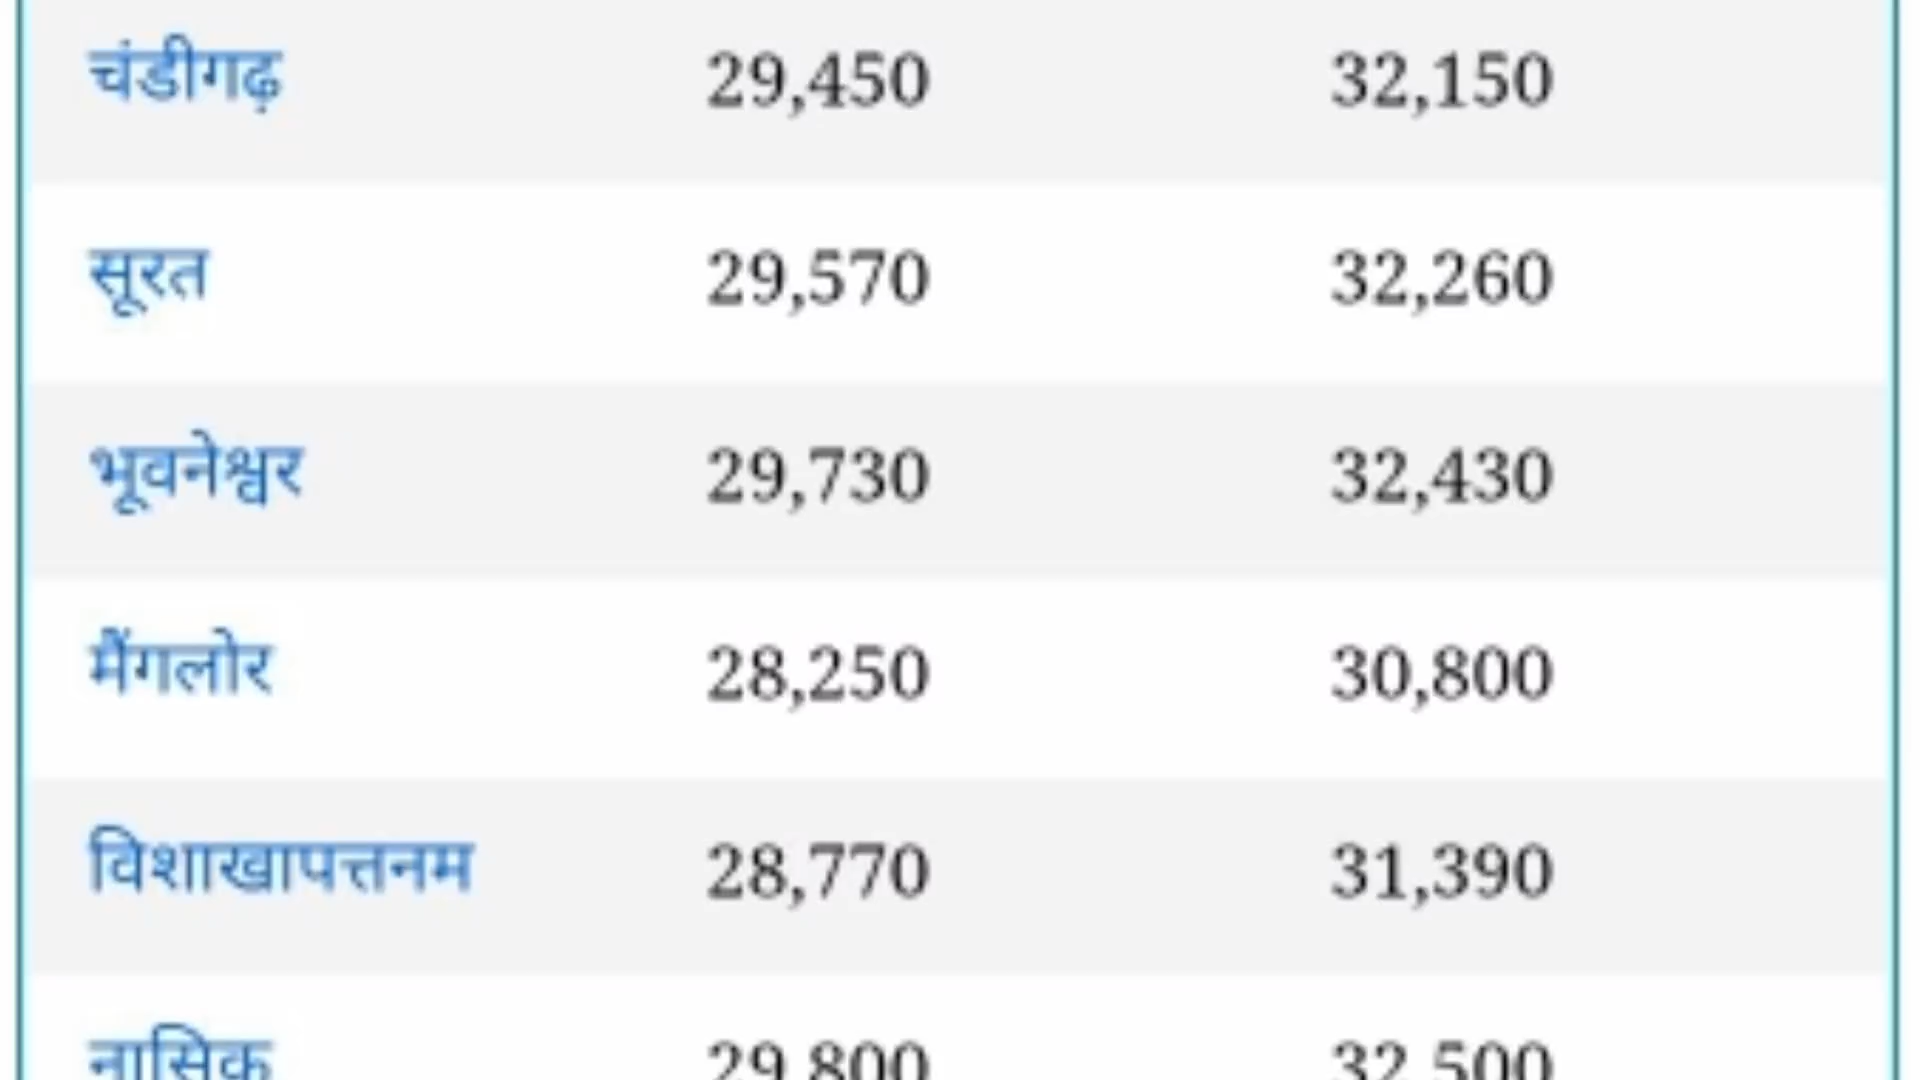 चंडीगढ़ 29,450 32,150
सूरत 29,570 32,260
भूवनेश्वर 29,730 32,430
मैंगलोर 28,250 30,800
विशाखापत्तनम 28,770 31,390
नासिक 29,800 32,500